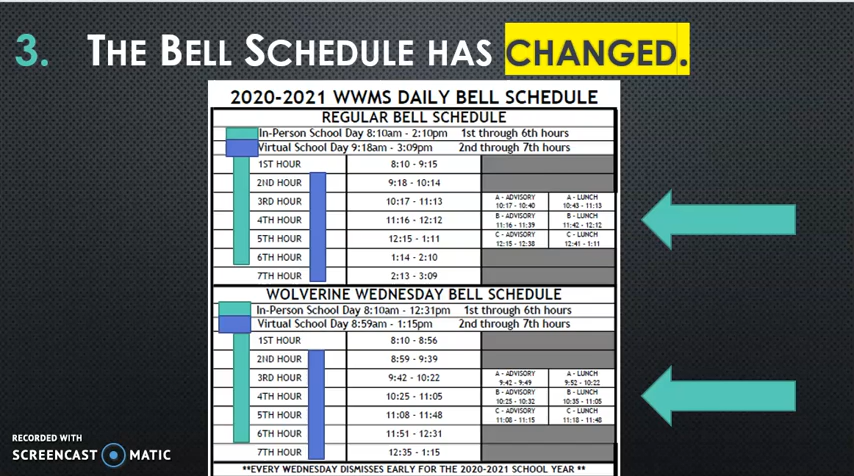 3. THE BELL SCHEDULE HAS CHANGED.
2020-2021 WWMS DAILY BELL SCHEDULE
REGULAR BELL SCHEDULE
In-Person School Day 8:10am - 2:10pm 1st through 6th hours
Virtual School Day 9:18am - 3:09pm 2nd through 7th hours
1ST HOUR 8:10 - 9:15
2ND HOUR 9:18 - 10:14
3RD HOUR 10:17 - 11:13 A - ADVISORY 10:17 - 10:40 A - LUNCH 10:43 - 11:13
4TH HOUR 11:16 - 12:12 B - ADVISORY 11:16 - 11:39 B - LUNCH 11:42 - 12:12
5TH HOUR 12:15 - 1:11 C - ADVISORY 12:15 - 12:38 C - LUNCH 12:41 - 1:11
6TH HOUR 1:14 - 2:10
7TH HOUR 2:13 - 3:09
WOLVERINE WEDNESDAY BELL SCHEDULE
In-Person School Day 8:10am - 12:31pm 1st through 6th hours
Virtual School Day 8:59am - 1:15pm 2nd through 7th hours
1ST HOUR 8:10 - 8:56
2ND HOUR 8:59 - 9:39
3RD HOUR 9:42 - 10:22 A - ADVISORY 9:42 - 9:49 A - LUNCH 9:52 - 10:22
4TH HOUR 10:25 - 11:05 B - ADVISORY 10:25 - 10:32 B - LUNCH 10:35 - 11:05
5TH HOUR 11:08 - 11:48 C - ADVISORY 11:08 - 11:15 C - LUNCH 11:18 - 11:48
6TH HOUR 11:51 - 12:31
7TH HOUR 12:35 - 1:15
**EVERY WEDNESDAY DISMISSES EARLY FOR THE 2020-2021 SCHOOL YEAR **
RECORDED WITH
SCREENCAST MATIC